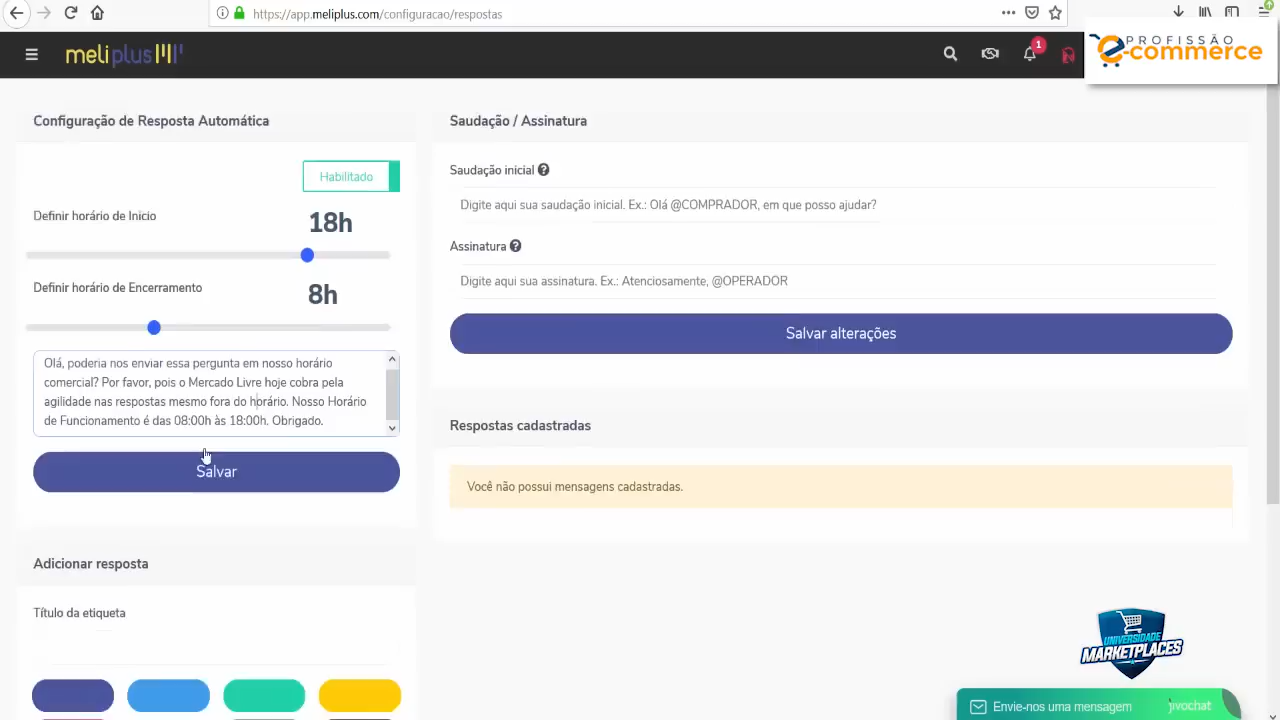 https://app.meliplus.com/configuracao/respostas
meliplus
1
PROFISSÃO
e-commerce
Configuração de Resposta Automática
Habilitado
Definir horário de Inicio
18h
Definir horário de Encerramento
8h
Olá, poderia nos enviar essa pergunta em nosso horário
comercial? Por favor, pois o Mercado Livre hoje cobra pela
agilidade nas respostas mesmo fora do horário. Nosso Horário
de Funcionamento é das 08:00h às 18:00h. Obrigado.
Salvar
Adicionar resposta
Título da etiqueta
Saudação / Assinatura
Saudação inicial
Digite aqui sua saudação inicial. Ex.: Olá @COMPRADOR, em que posso ajudar?
Assinatura
Digite aqui sua assinatura. Ex.: Atenciosamente, @OPERADOR
Salvar alterações
Respostas cadastradas
Você não possui mensagens cadastradas.
UNIVERSIDADE
MARKETPLACES
Envie-nos uma mensagem
jivochat